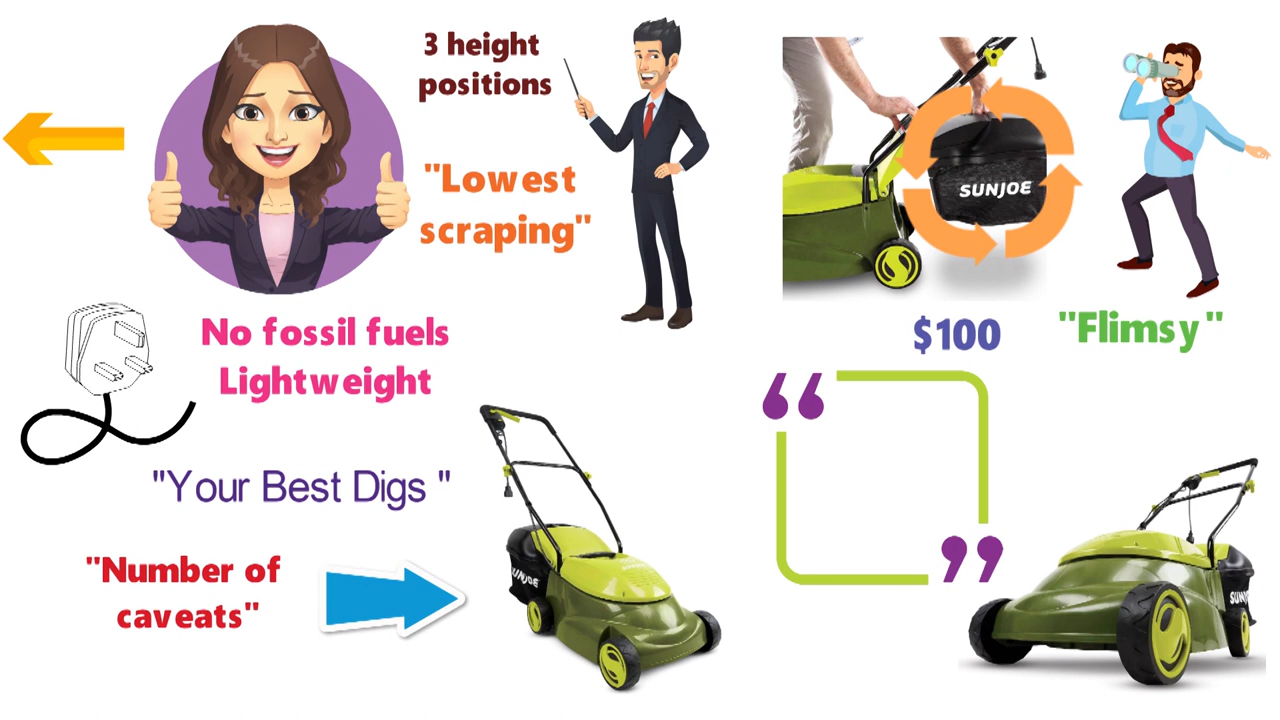 3 height
positions
"Lowest
scraping"
SUNJOE
$100
"Flimsy"
No fossil fuels
Lightweight
"Your Best Digs "
"Number of
caveats"
SUNJOE
SUNJOE